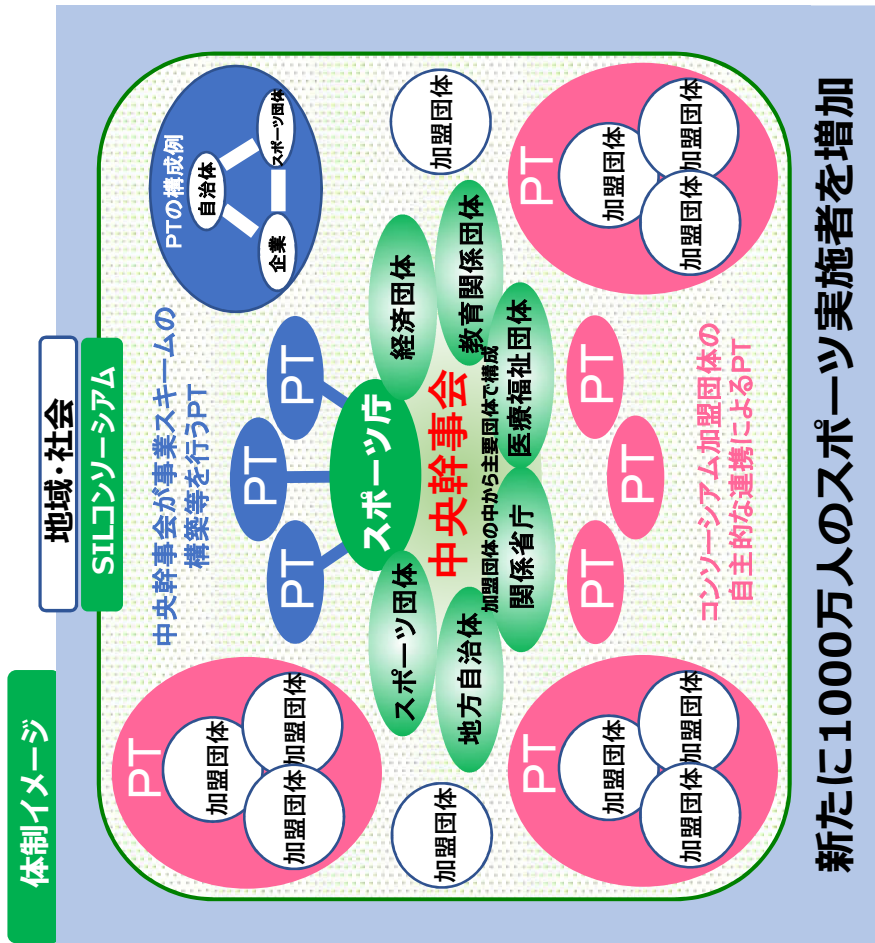 体制イメージ
地域・社会
SILコンソーシアム
PT
加盟団体
加盟団体
加盟団体
中央幹事会が事業スキームの
構築等を行うPT
PT
PT
PT
PTの構成例
自治体
企業
スポーツ団体
加盟団体
スポーツ庁
スポーツ団体
経済団体
中央幹事会
加盟団体の中から主要団体で構成
地方自治体
関係省庁
医療福祉団体
教育関係団体
加盟団体
PT
加盟団体
加盟団体
加盟団体
PT
PT
PT
コンソーシアム加盟団体の
自主的な連携によるPT
PT
加盟団体
加盟団体
加盟団体
新たに1000万人のスポーツ実施者を増加